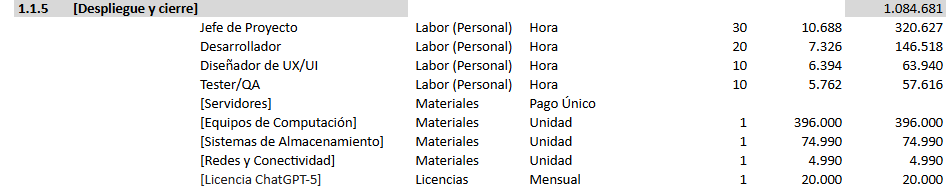 1.1.5 [Despliegue y cierre] 1.084.681
Jefe de Proyecto Labor (Personal) Hora 30 10.688 320.627
Desarrollador Labor (Personal) Hora 20 7.326 146.518
Diseñador de UX/UI Labor (Personal) Hora 10 6.394 63.940
Tester/QA Labor (Personal) Hora 10 5.762 57.616
[Servidores] Materiales Pago Único
[Equipos de Computación] Materiales Unidad 1 396.000 396.000
[Sistemas de Almacenamiento] Materiales Unidad 1 74.990 74.990
[Redes y Conectividad] Materiales Unidad 1 4.990 4.990
[Licencia ChatGPT-5] Licencias Mensual 1 20.000 20.000